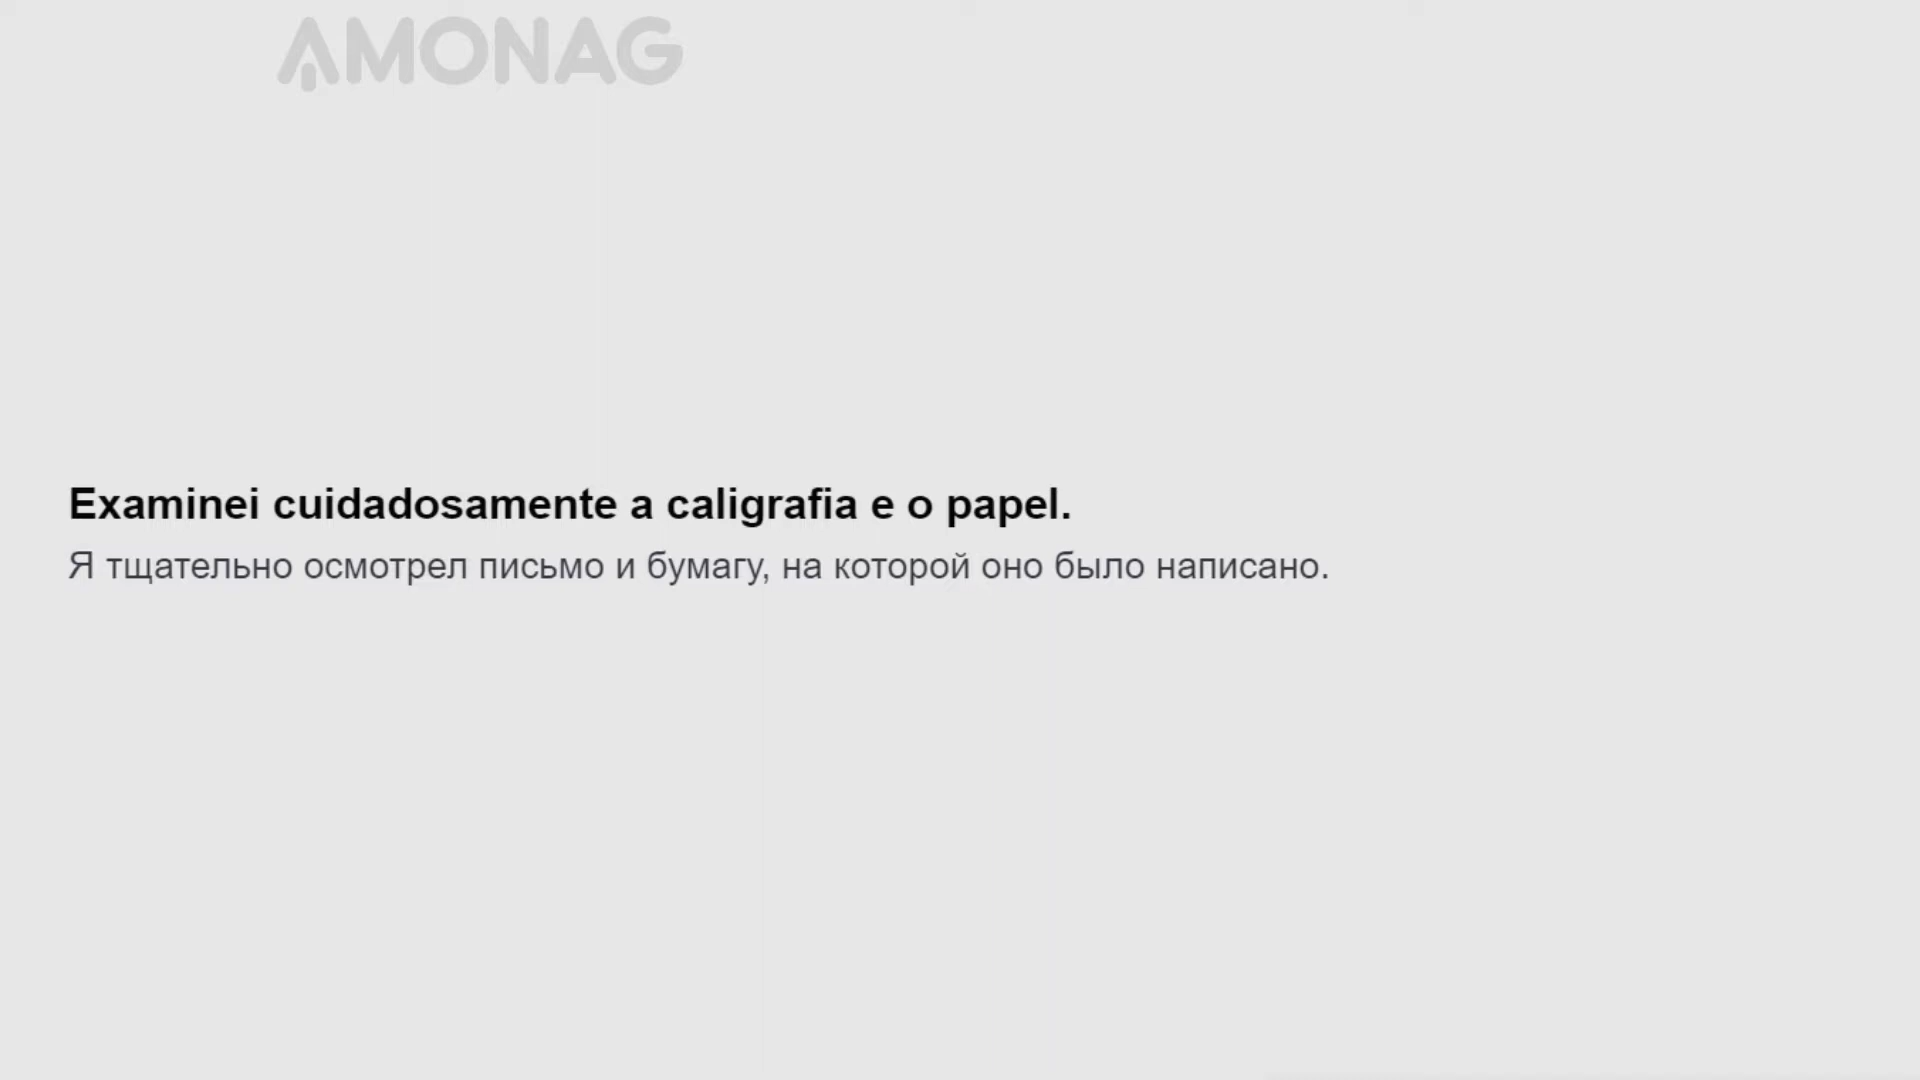 AMONAG
Examinei cuidadosamente a caligrafia e o papel.
Я тщательно осмотрел письмо и бумагу, на которой оно было написано.